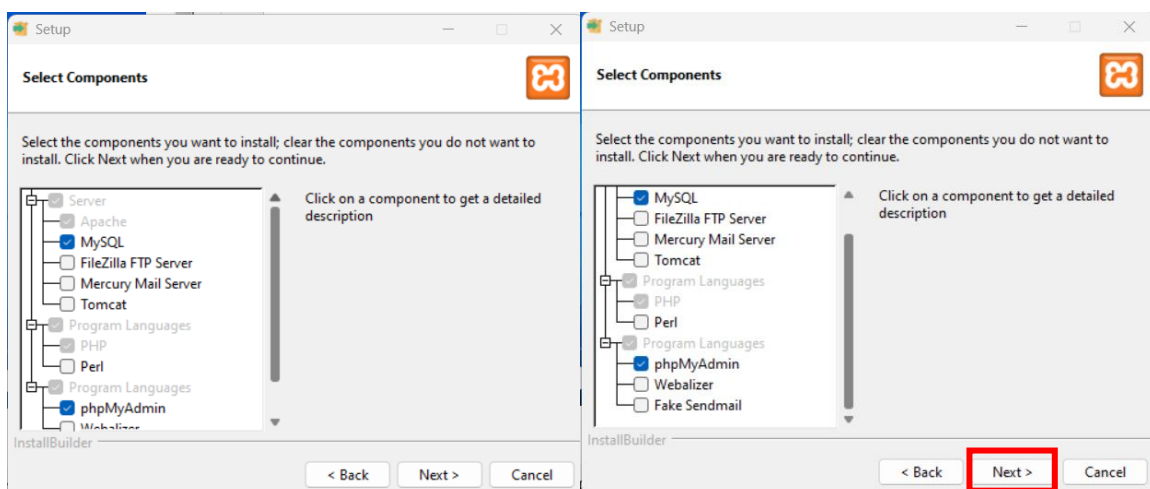 Setup
Select Components
Select the components you want to install; clear the components you do not want to
install. Click Next when you are ready to continue.
Server
Apache
MySQL
FileZilla FTP Server
Mercury Mail Server
Tomcat
Program Languages
PHP
Perl
Program Languages
phpMyAdmin
Webalizer
Click on a component to get a detailed
description
InstallBuilder
< Back
Next >
Cancel
Setup
Select Components
Select the components you want to install; clear the components you do not want to
install. Click Next when you are ready to continue.
MySQL
FileZilla FTP Server
Mercury Mail Server
Tomcat
Program Languages
PHP
Perl
Program Languages
phpMyAdmin
Webalizer
Fake Sendmail
Click on a component to get a detailed
description
InstallBuilder
< Back
Next >
Cancel